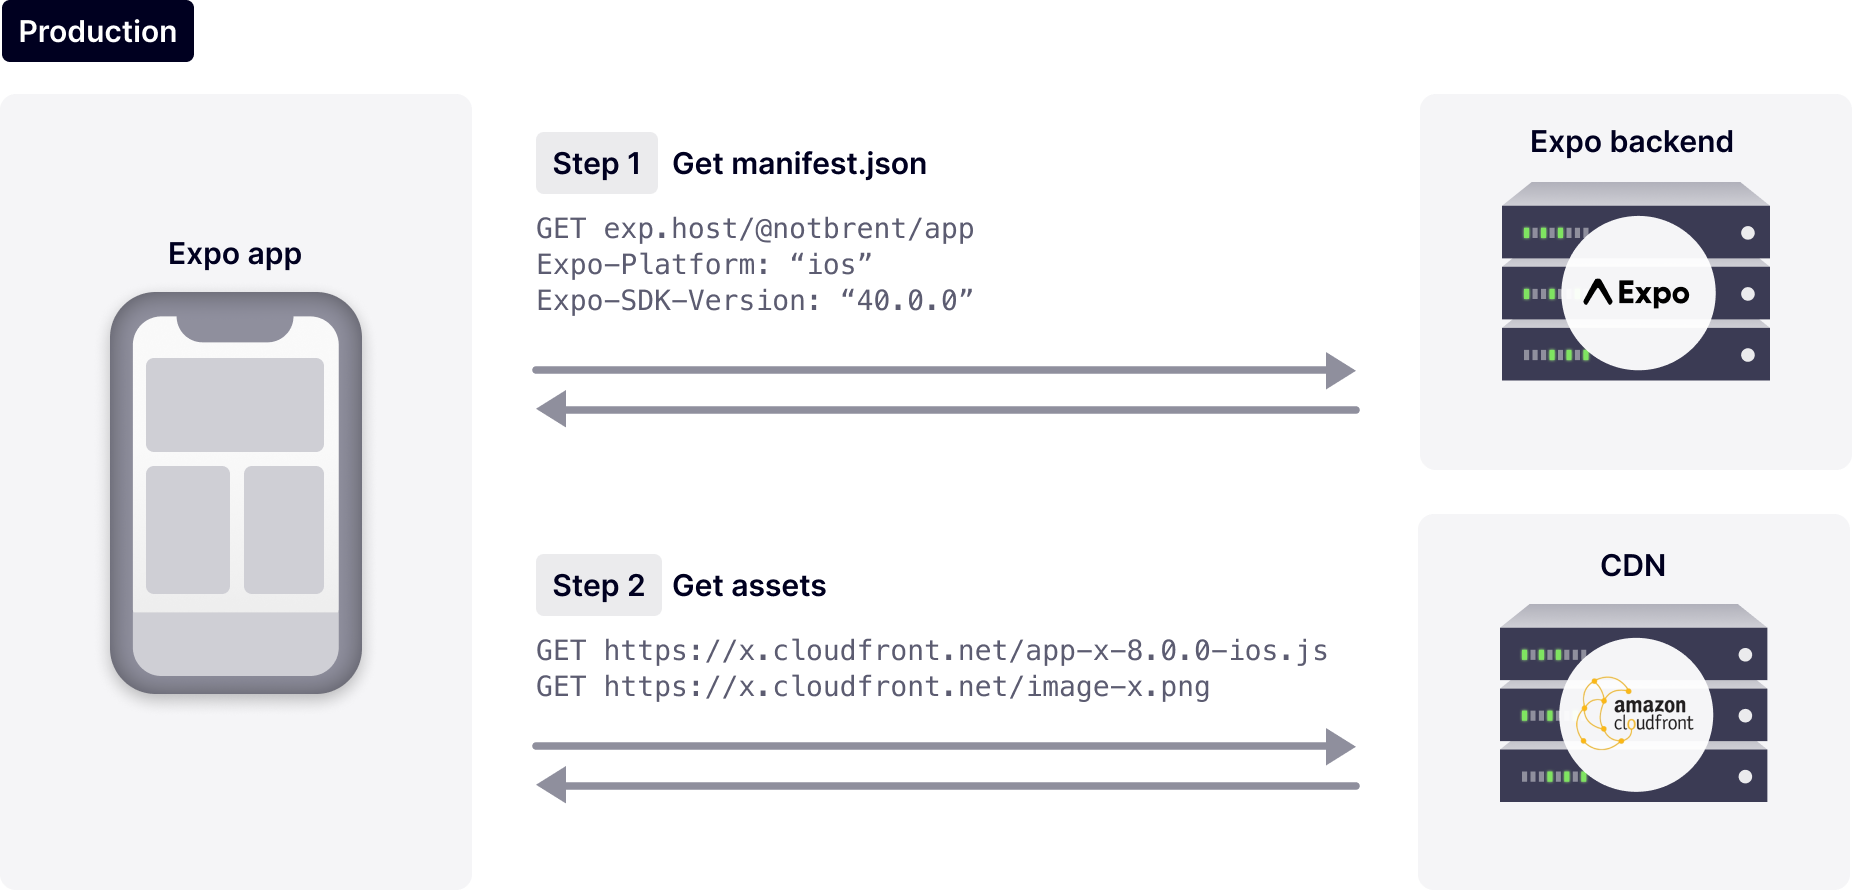 Production
Expo app
Step 1 Get manifest.json
GET exp.host/@notbrent/app
Expo-Platform: “ios”
Expo-SDK-Version: “40.0.0”
Expo backend
Expo
Step 2 Get assets
GET https://x.cloudfront.net/app-x-8.0.0-ios.js
GET https://x.cloudfront.net/image-x.png
CDN
amazon
cloudfront